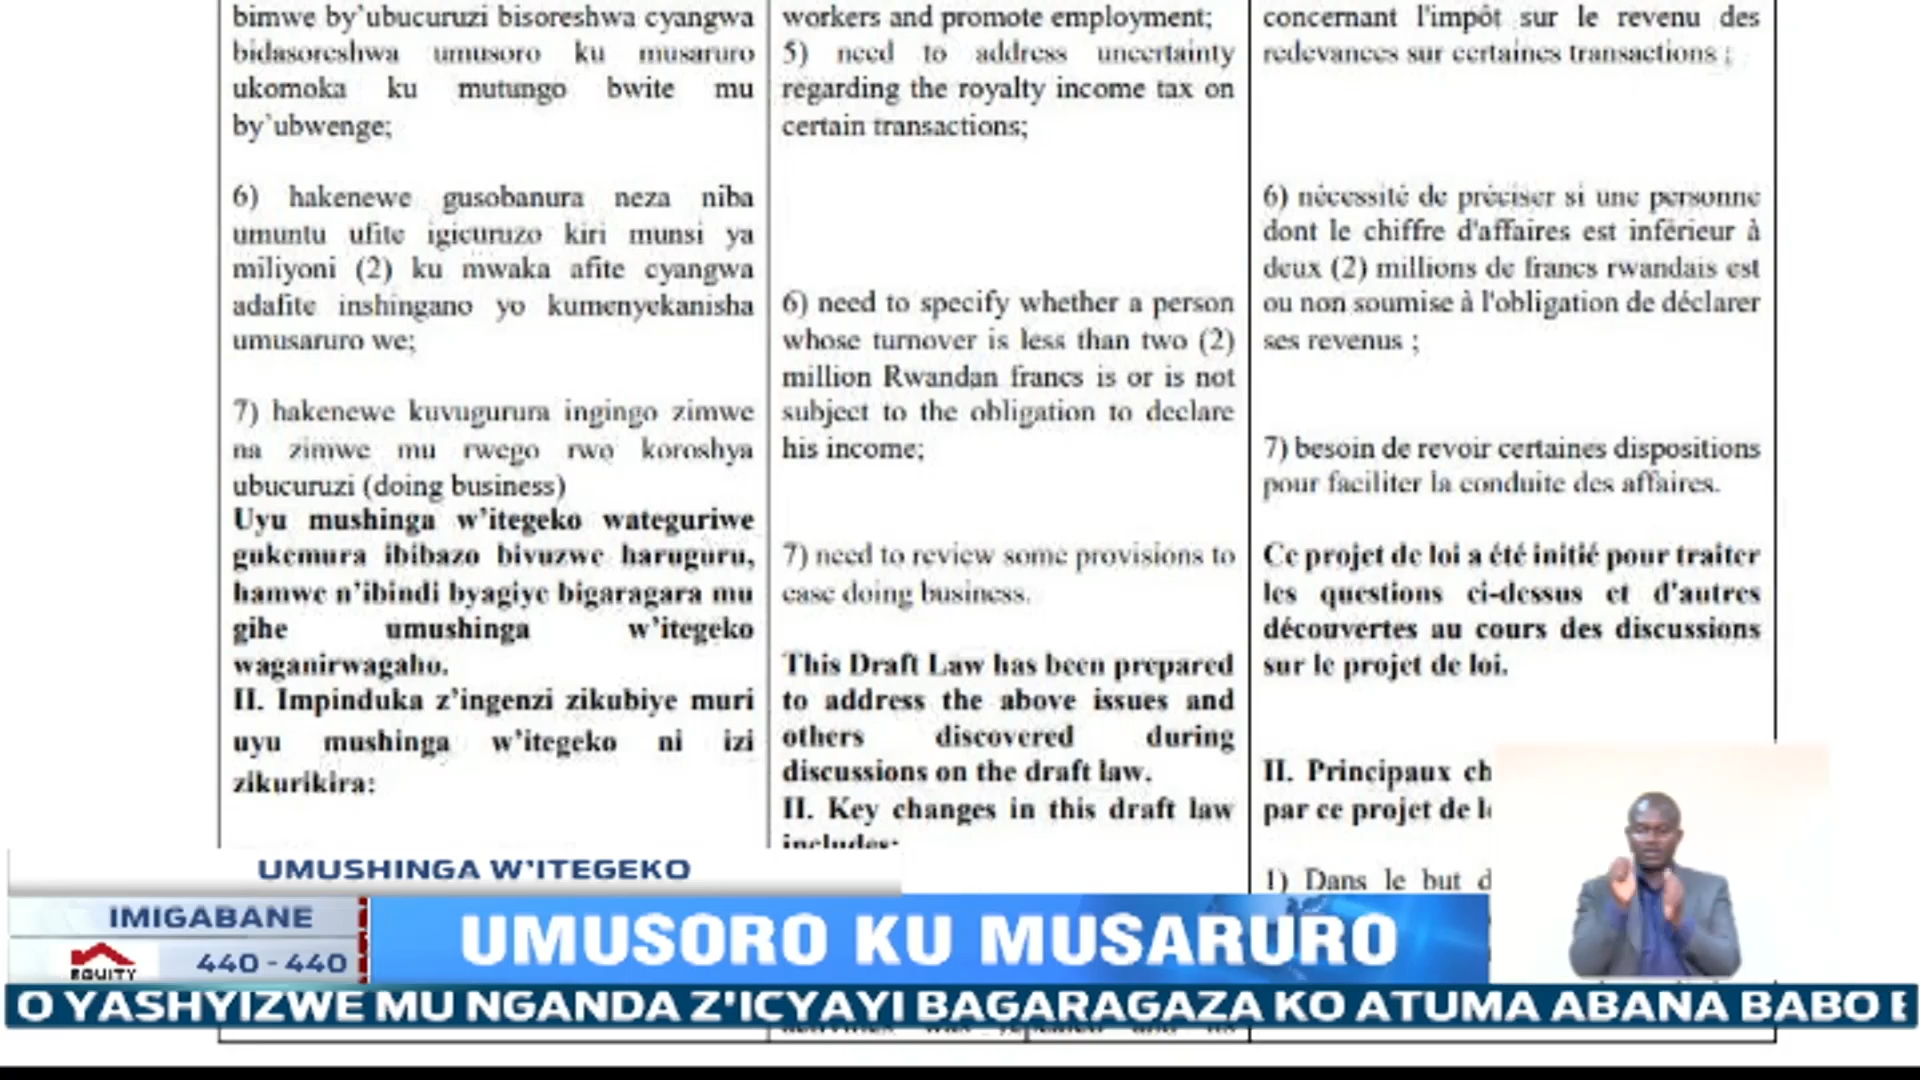 bimwe by’ubucuruzi bisoreshwa cyangwa
bidasoreshwa umusoro ku musaruro
ukomoka ku mutungo bwite mu
by’ubwenge;
6) hakenewe gusobanura neza niba
umuntu ufite igicuruzo kiri munsi ya
miliyoni (2) ku mwaka afite cyangwa
adafite inshingano yo kumenyekanisha
umusaruro we;
7) hakenewe kuvugurura ingingo zimwe
na zimwe mu rwego rwo koroshya
ubucuruzi (doing business)
Uyu mushinga w’itegeko wateguriwe
gukemura ibibazo bivuzwe haruguru,
hamwe n’ibindi byagiye bigaragara mu
gihe umushinga w’itegeko
waganirwagaho.
II. Impinduka z’ingenzi zikubiye muri
uyu mushinga w’itegeko ni izi
zikurikira:
workers and promote employment;
5) need to address uncertainty
regarding the royalty income tax on
certain transactions;
6) need to specify whether a person
whose turnover is less than two (2)
million Rwandan francs is or is not
subject to the obligation to declare
his income;
7) need to review some provisions to
ease doing business.
This Draft Law has been prepared
to address the above issues and
others discovered during
discussions on the draft law.
II. Key changes in this draft law
includes:
concernant l'impôt sur le revenu des
redevances sur certaines transactions ;
6) nécessité de préciser si une personne
dont le chiffre d'affaires est inférieur à
deux (2) millions de francs rwandais est
ou non soumise à l'obligation de déclarer
ses revenus ;
7) besoin de revoir certaines dispositions
pour faciliter la conduite des affaires.
Ce projet de loi a été initié pour traiter
les questions ci-dessus et d'autres
découvertes au cours des discussions
sur le projet de loi.
II. Principaux ch
par ce projet de l
1) Dans le but d
UMUSHINGA W'ITEGEKO
IMIGABANE
EQUITY 440 - 440
UMUSORO KU MUSARURO
O YASHYIZWE MU NGANDA Z'ICYAYI BAGARAGAZA KO ATUMA ABANA BABO